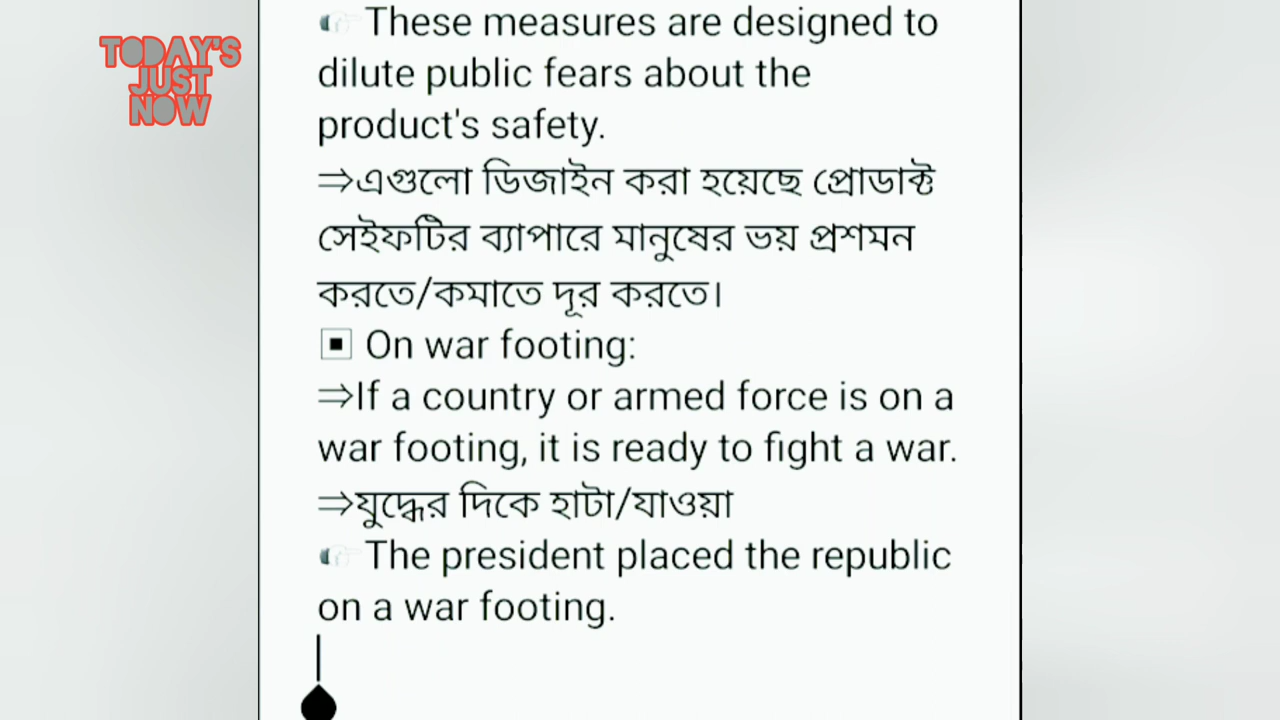 TODAY'S
JUST
NOW
👉 These measures are designed to
dilute public fears about the
product's safety.
⇒এগুলো ডিজাইন করা হয়েছে প্রোডাক্ট
সেইফটির ব্যাপারে মানুষের ভয় প্রশমন
করতে/কমাতে দূর করতে।
▣ On war footing:
⇒If a country or armed force is on a
war footing, it is ready to fight a war.
⇒যুদ্ধের দিকে হাটা/যাওয়া
👉 The president placed the republic
on a war footing.